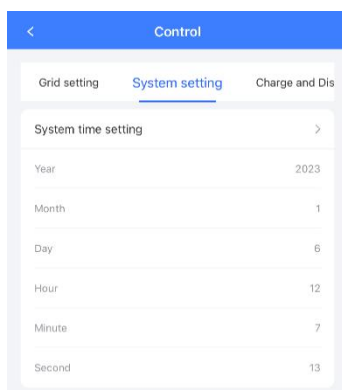 Control
Grid setting System setting Charge and Dis
System time setting
Year 2023
Month 1
Day 6
Hour 12
Minute 7
Second 13